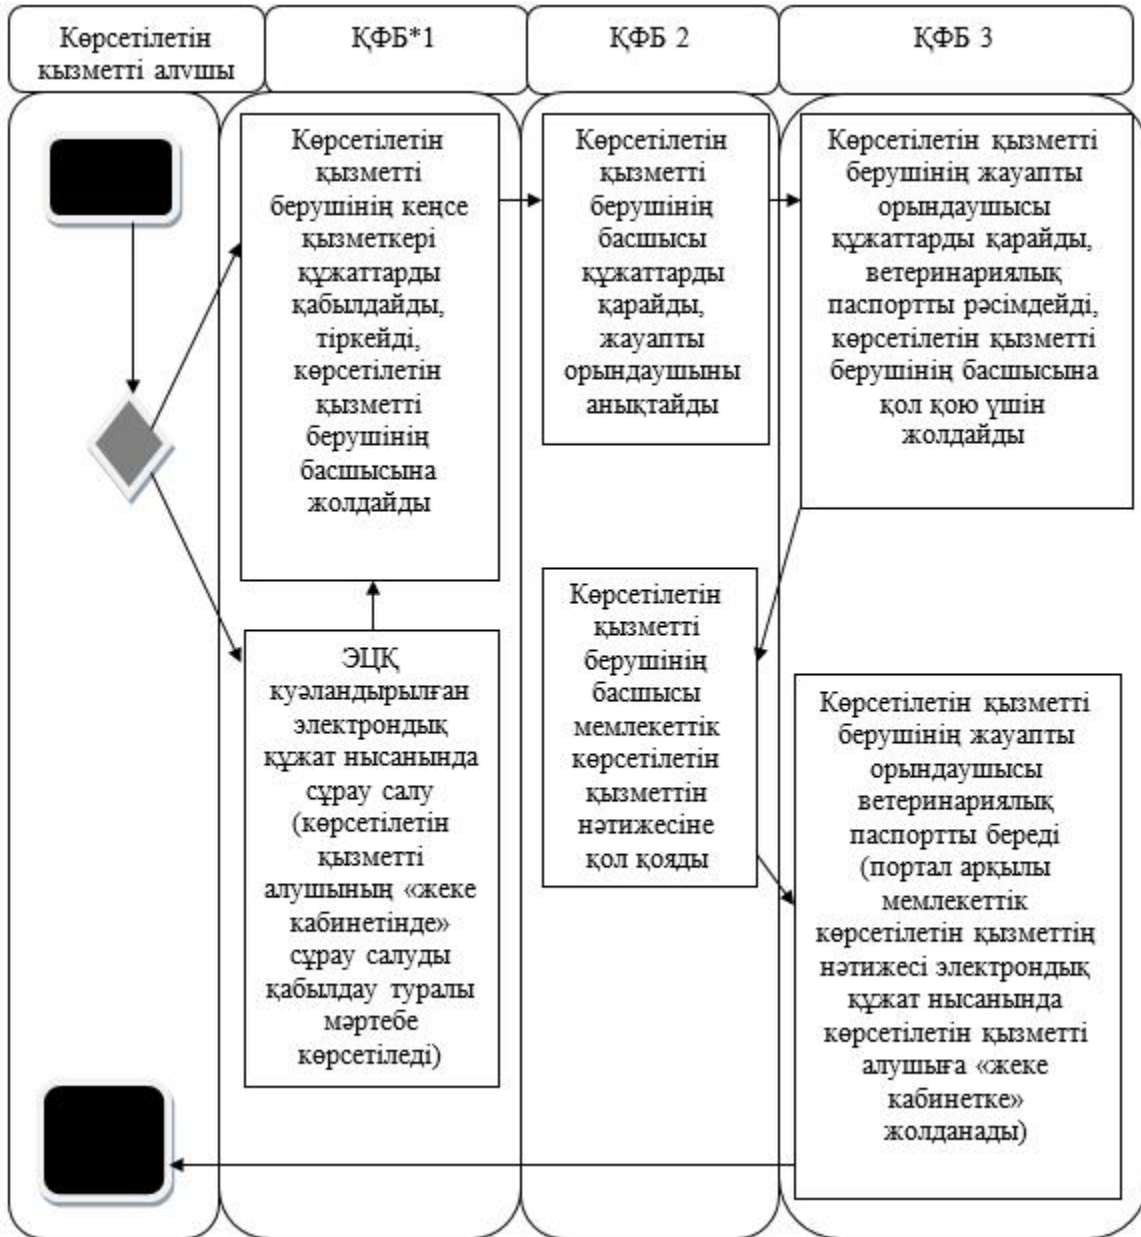 Көрсетілетін
қызметті алушы
ҚФБ*1
ҚФБ 2
ҚФБ 3
Көрсетілетін
қызметті
берушінің кеңсе
қызметкері
құжаттарды
қабылдайды,
тіркейді,
көрсетілетін
қызметті
берушінің
басшысына
жолдайды
Көрсетілетін
қызметті
берушінің
басшысы
құжаттарды
қарайды,
жауапты
орындаушыны
анықтайды
Көрсетілетін қызметті
берушінің жауапты
орындаушысы
құжаттарды қарайды,
ветеринариялық
паспортты рәсімдейді,
көрсетілетін қызметті
берушінің басшысына
қол қою үшін
жолдайды
ЭЦҚ
куәландырылған
электрондық
құжат нысанында
сұрау салу
(көрсетілетін
қызметті
алушының «жеке
кабинетінде»
сұрау салуды
қабылдау туралы
мәртебе
көрсетіледі)
Көрсетілетін
қызметті
берушінің
басшысы
мемлекеттік
көрсетілетін
қызметтін
нәтижесіне
қол қояды
Көрсетілетін қызметті
берушінің жауапты
орындаушысы
ветеринариялық
паспортты береді
(портал арқылы
мемлекеттік
көрсетілетін қызметтің
нәтижесі электрондық
құжат нысанында
көрсетілетін қызметті
алушыға «жеке
кабинетке»
жолданады)